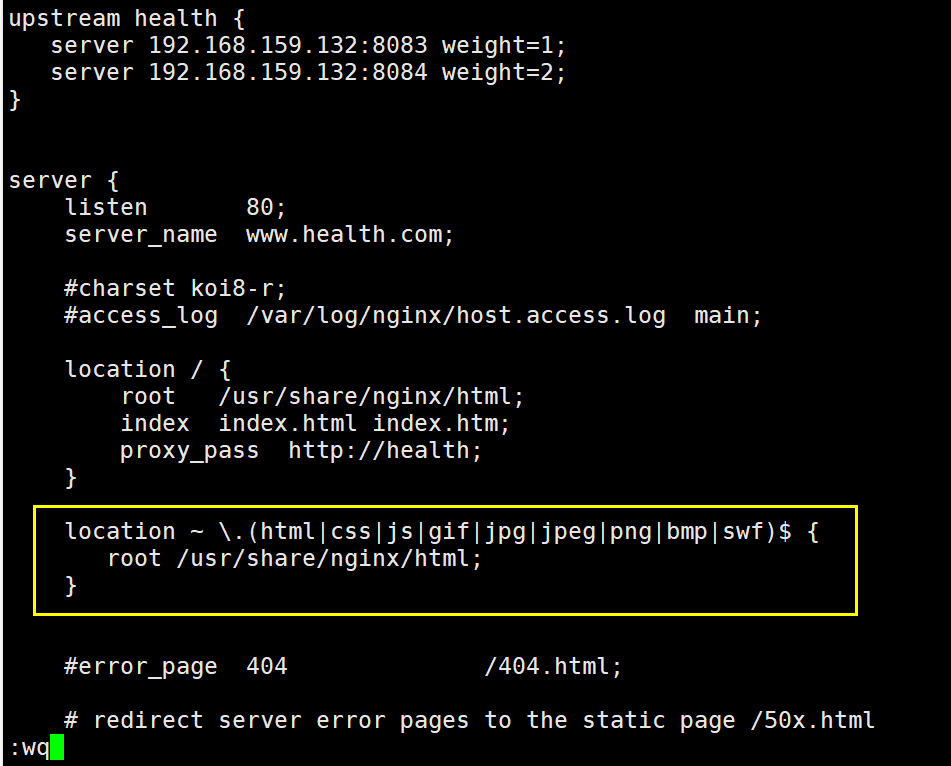 upstream health {
   server 192.168.159.132:8083 weight=1;
   server 192.168.159.132:8084 weight=2;
}
server {
    listen       80;
    server_name  www.health.com;
    #charset koi8-r;
    #access_log  /var/log/nginx/host.access.log  main;
    location / {
        root   /usr/share/nginx/html;
        index  index.html index.htm;
        proxy_pass  http://health;
    }
    location ~ \.(html|css|js|gif|jpg|jpeg|png|bmp|swf)$ {
       root /usr/share/nginx/html;
    }
    #error_page  404              /404.html;
    # redirect server error pages to the static page /50x.html
:wq